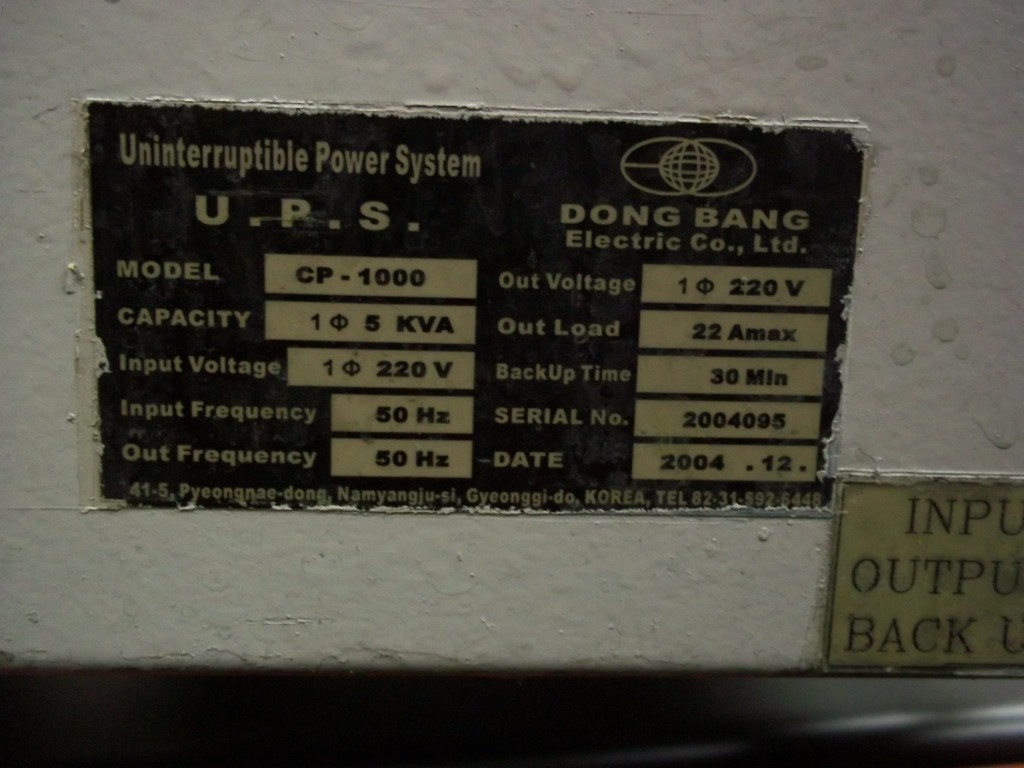 Uninterruptible Power System
U.P.S.
DONG BANG
Electric Co., Ltd.
MODEL CP-1000
CAPACITY 1Φ 5 KVA
Input Voltage 1Φ 220 V
Input Frequency 50 Hz
Out Frequency 50 Hz
Out Voltage 1Φ 220 V
Out Load 22 Amax
BackUp Time 30 Min
SERIAL No. 2004095
DATE 2004 .12.
41-5, Pyeongnae-dong, Namyangju-si, Gyeonggi-do, KOREA, TEL 82-31-592-6448
INPU
OUTPU
BACK U